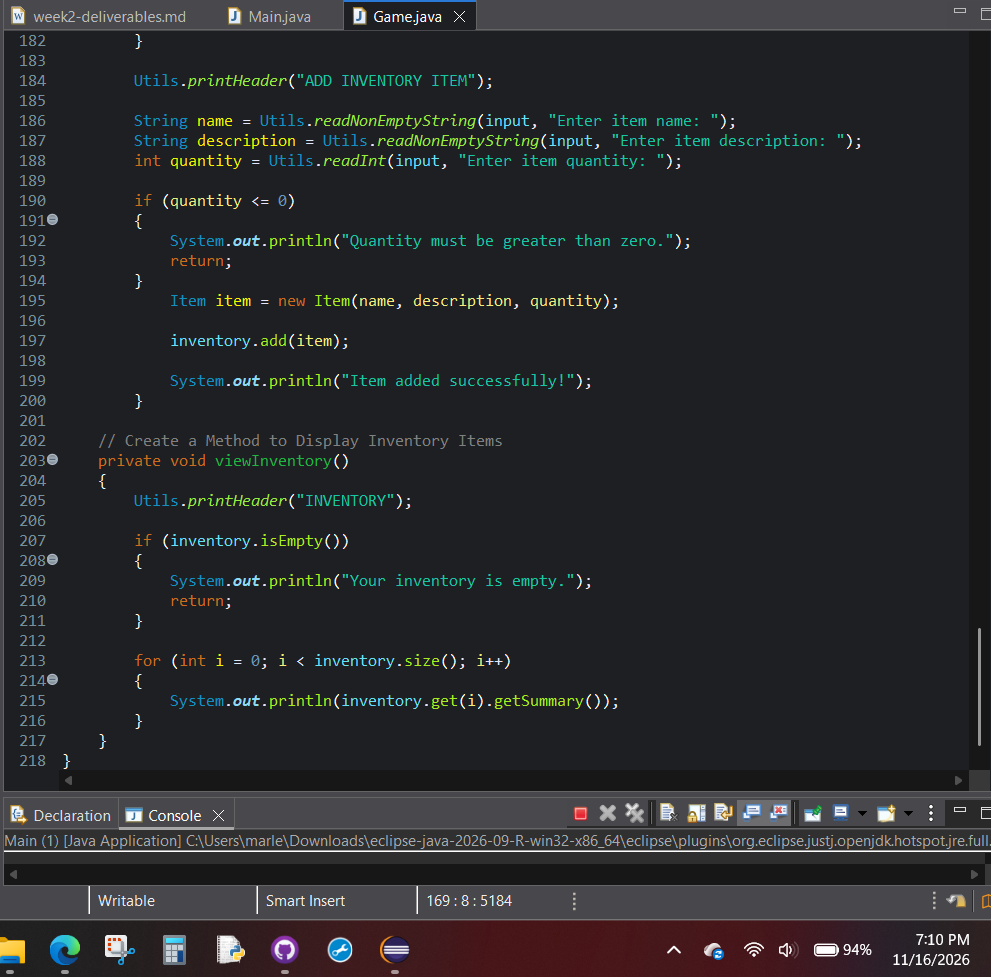 week2-deliverables.md Main.java Game.java
182 }
183
184 Utils.printHeader("ADD INVENTORY ITEM");
185
186 String name = Utils.readNonEmptyString(input, "Enter item name: ");
187 String description = Utils.readNonEmptyString(input, "Enter item description: ");
188 int quantity = Utils.readInt(input, "Enter item quantity: ");
189
190 if (quantity <= 0)
191 {
192 System.out.println("Quantity must be greater than zero.");
193 return;
194 }
195 Item item = new Item(name, description, quantity);
196
197 inventory.add(item);
198
199 System.out.println("Item added successfully!");
200 }
201
202 // Create a Method to Display Inventory Items
203 private void viewInventory()
204 {
205 Utils.printHeader("INVENTORY");
206
207 if (inventory.isEmpty())
208 {
209 System.out.println("Your inventory is empty.");
210 return;
211 }
212
213 for (int i = 0; i < inventory.size(); i++)
214 {
215 System.out.println(inventory.get(i).getSummary());
216 }
217 }
218 }
Declaration Console
Main (1) [Java Application] C:\Users\marle\Downloads\eclipse-java-2026-09-R-win32-x86_64\eclipse\plugins\org.eclipse.justj.openjdk.hotspot.jre.full.
Writable Smart Insert 169 : 8 : 5184
94% 7:10 PM
11/16/2026